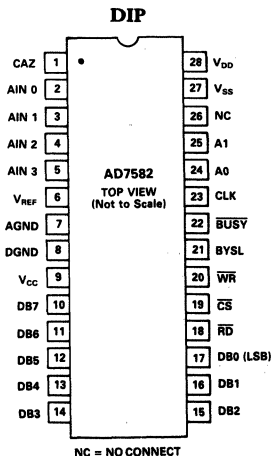 DIP
CAZ 1
AIN 0 2
AIN 1 3
AIN 2 4
AIN 3 5
VREF 6
AGND 7
DGND 8
VCC 9
DB7 10
DB6 11
DB5 12
DB4 13
DB3 14
AD7582
TOP VIEW
(Not to Scale)
28 VDD
27 VSS
26 NC
25 A1
24 A0
23 CLK
22 BUSY
21 BYSL
20 WR
19 CS
18 RD
17 DB0 (LSB)
16 DB1
15 DB2
NC = NO CONNECT